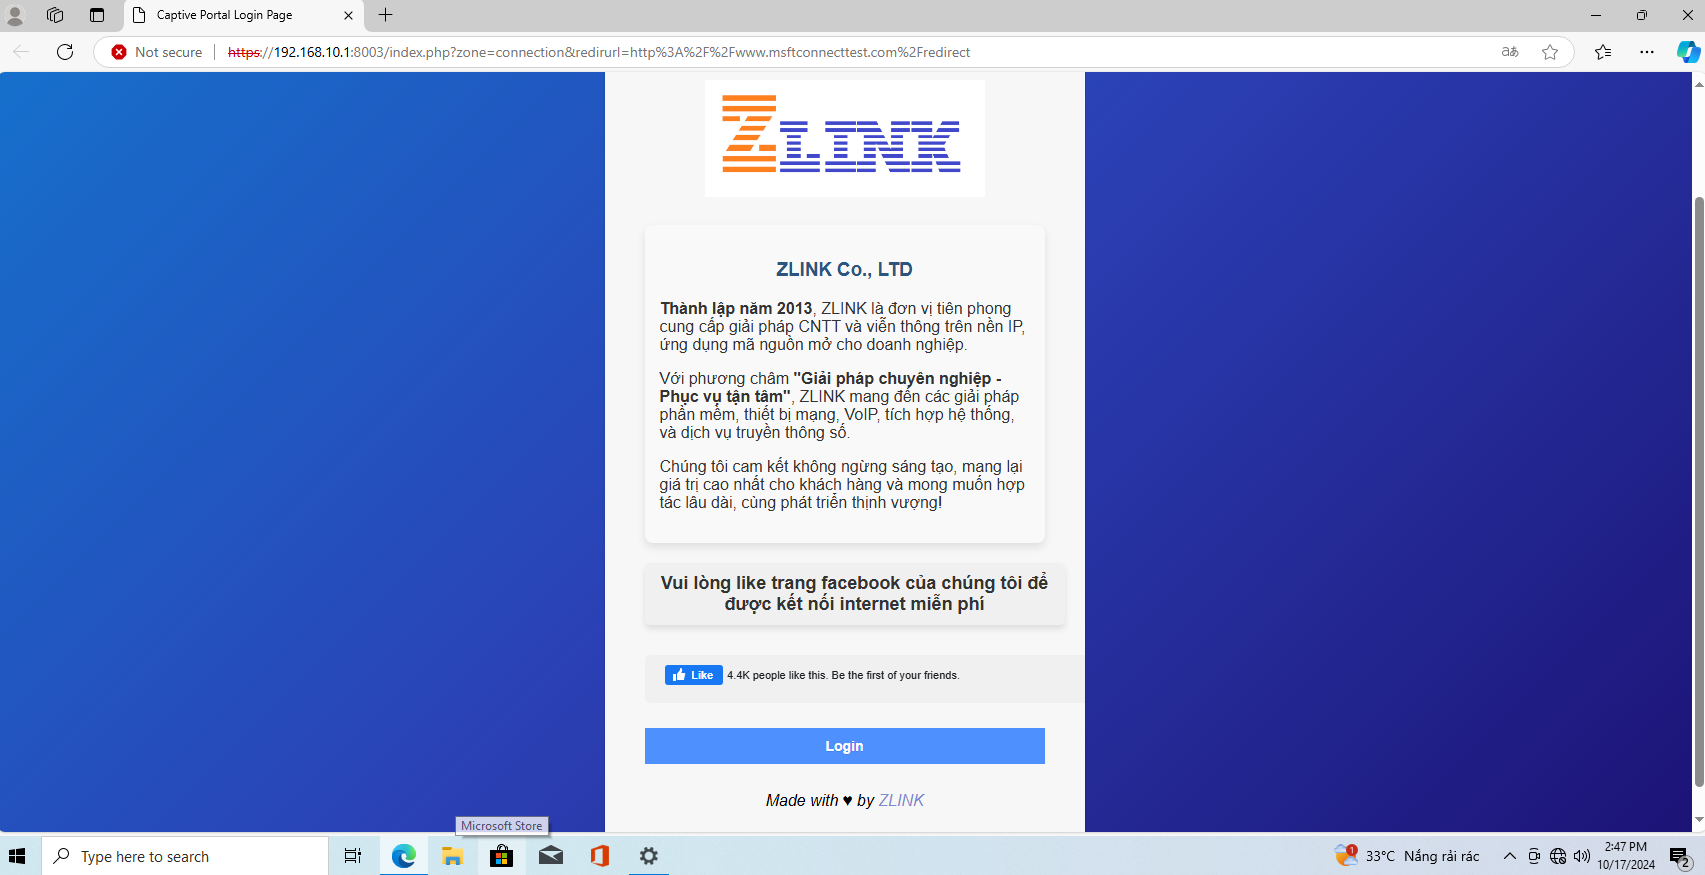 Captive Portal Login Page
Not secure
https://192.168.10.1:8003/index.php?zone=connection&redirurl=http%3A%2F%2Fwww.msftconnecttest.com%2Fredirect
aあ
ZLINK
ZLINK Co., LTD
Thành lập năm 2013, ZLINK là đơn vị tiên phong
cung cấp giải pháp CNTT và viễn thông trên nền IP,
ứng dụng mã nguồn mở cho doanh nghiệp.
Với phương châm "Giải pháp chuyên nghiệp -
Phục vụ tận tâm", ZLINK mang đến các giải pháp
phần mềm, thiết bị mạng, VoIP, tích hợp hệ thống,
và dịch vụ truyền thông số.
Chúng tôi cam kết không ngừng sáng tạo, mang lại
giá trị cao nhất cho khách hàng và mong muốn hợp
tác lâu dài, cùng phát triển thịnh vượng!
Vui lòng like trang facebook của chúng tôi để
được kết nối internet miễn phí
Like 4.4K people like this. Be the first of your friends.
Login
Made with ♥ by ZLINK
Microsoft Store
Type here to search
1
33°C Nắng rải rác
2:47 PM
10/17/2024
2